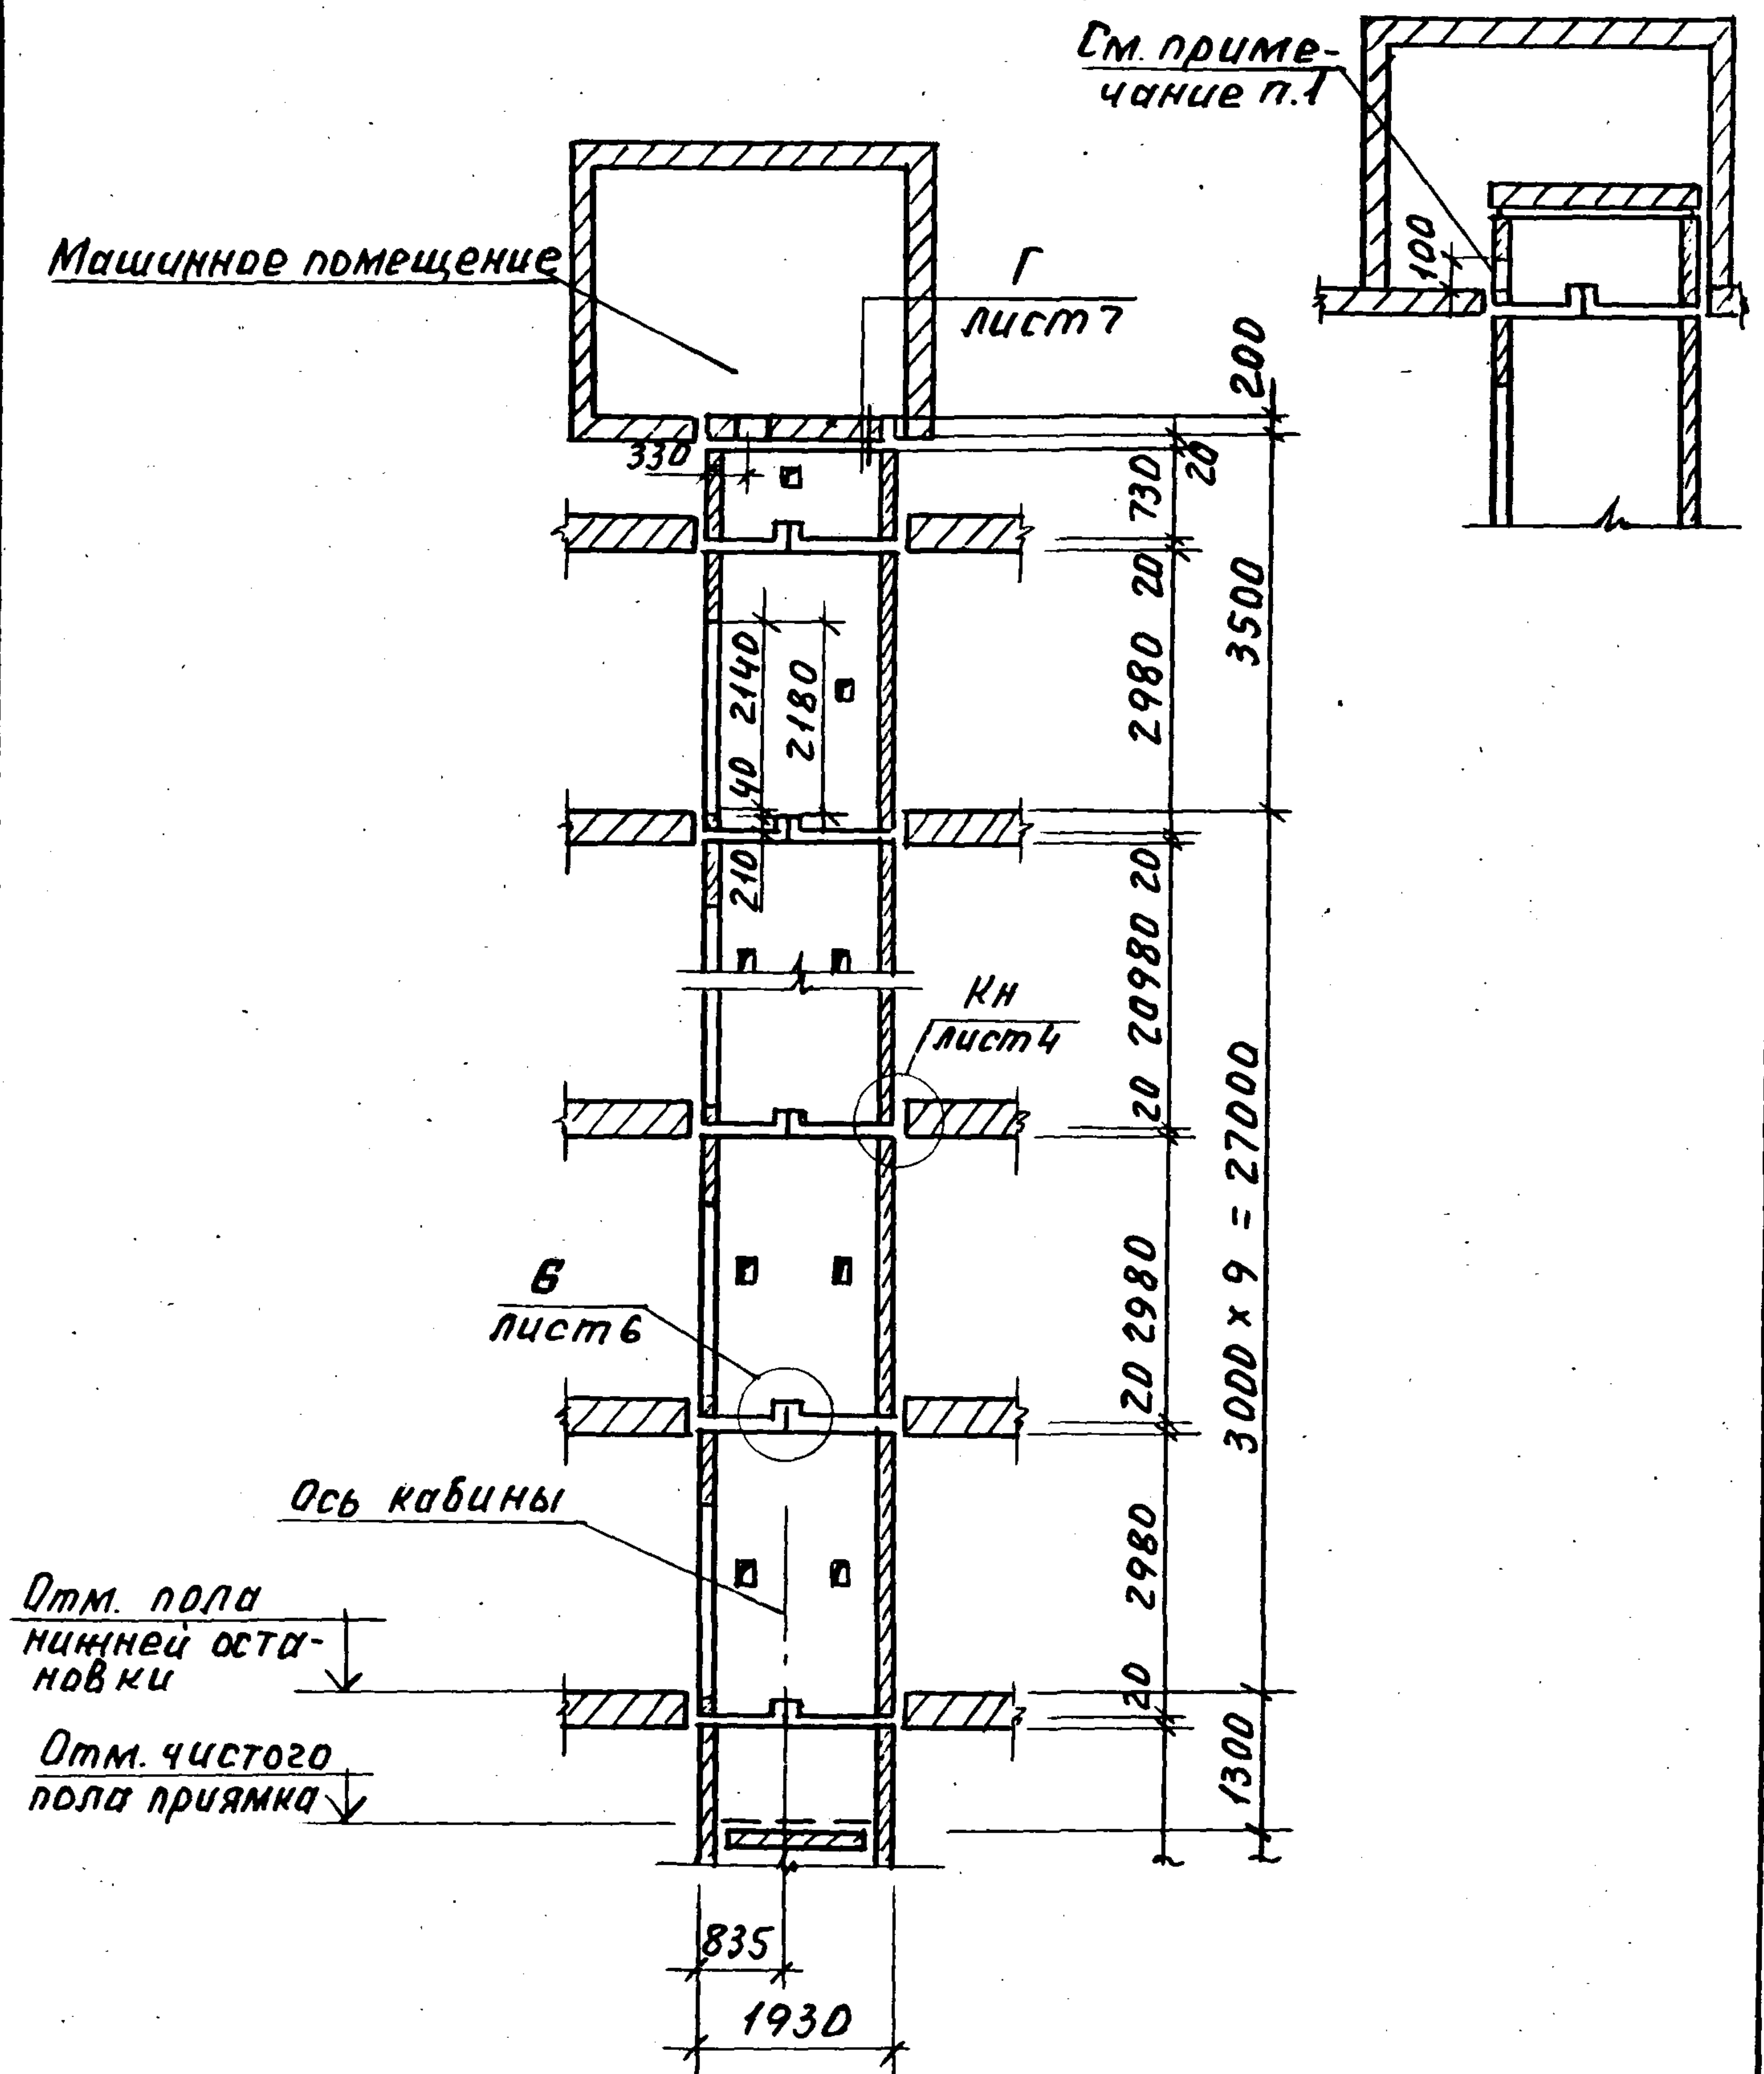 См. приме-
чание п.1
100
Машинное помещение
Г
лист 7
200
330
20
730
20
3500
2980
2140
2180
40
210
20
20980
20
Кн
лист 4
3000 x 9 = 27000
2980
20
Б
лист 6
Ось кабины
2980
20
Отм. пола
нижней оста-
новки
1300
Отм. чистого
пола приямка
835
1930